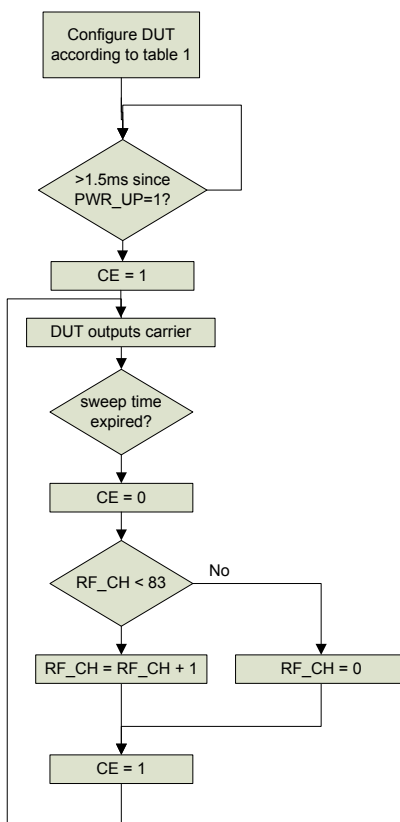 Configure DUT
according to table 1
>1.5ms since
PWR_UP=1?
CE = 1
DUT outputs carrier
sweep time
expired?
CE = 0
RF_CH < 83
No
RF_CH = RF_CH + 1
RF_CH = 0
CE = 1